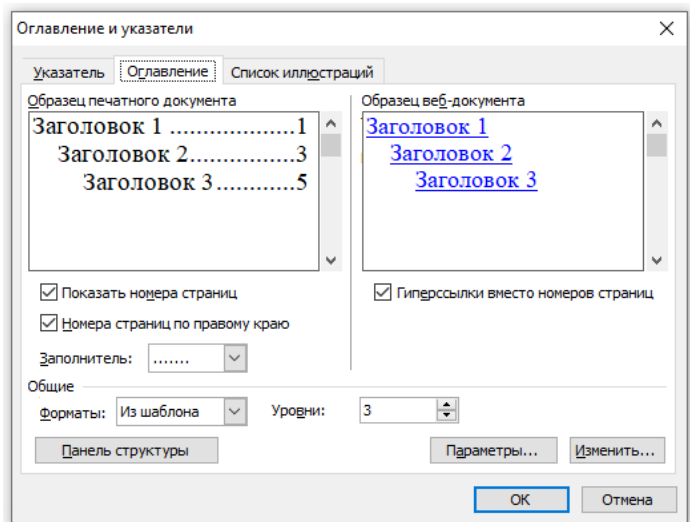 Оглавление и указатели
Указатель Оглавление Список иллюстраций
Образец печатного документа
Заголовок 1 ....................1
Заголовок 2................3
Заголовок 3............5
Образец веб-документа
Заголовок 1
Заголовок 2
Заголовок 3
Показать номера страниц
Номера страниц по правому краю
Заполнитель: .......
Гиперссылки вместо номеров страниц
Общие
Форматы: Из шаблона Уровни: 3
Панель структуры Параметры... Изменить...
ОК Отмена